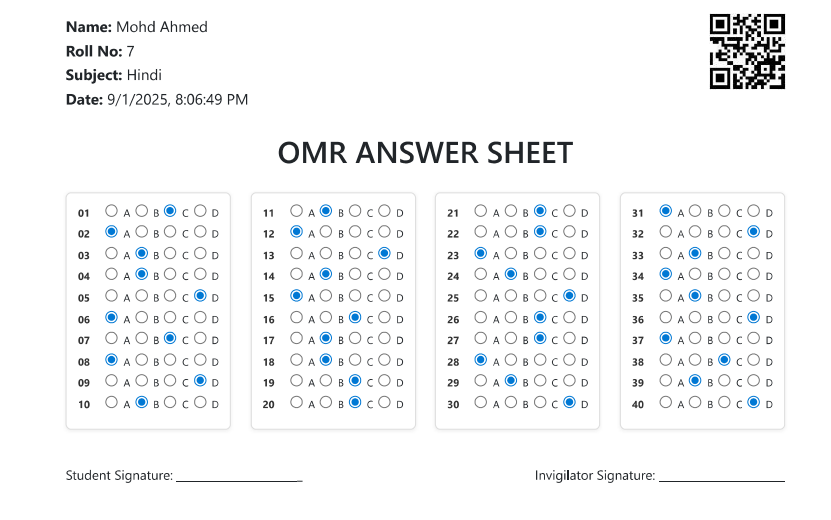 Name: Mohd Ahmed
Roll No: 7
Subject: Hindi
Date: 9/1/2025, 8:06:49 PM
OMR ANSWER SHEET
01 A B C D
02 A B C D
03 A B C D
04 A B C D
05 A B C D
06 A B C D
07 A B C D
08 A B C D
09 A B C D
10 A B C D
11 A B C D
12 A B C D
13 A B C D
14 A B C D
15 A B C D
16 A B C D
17 A B C D
18 A B C D
19 A B C D
20 A B C D
21 A B C D
22 A B C D
23 A B C D
24 A B C D
25 A B C D
26 A B C D
27 A B C D
28 A B C D
29 A B C D
30 A B C D
31 A B C D
32 A B C D
33 A B C D
34 A B C D
35 A B C D
36 A B C D
37 A B C D
38 A B C D
39 A B C D
40 A B C D
Student Signature: __________________
Invigilator Signature: __________________